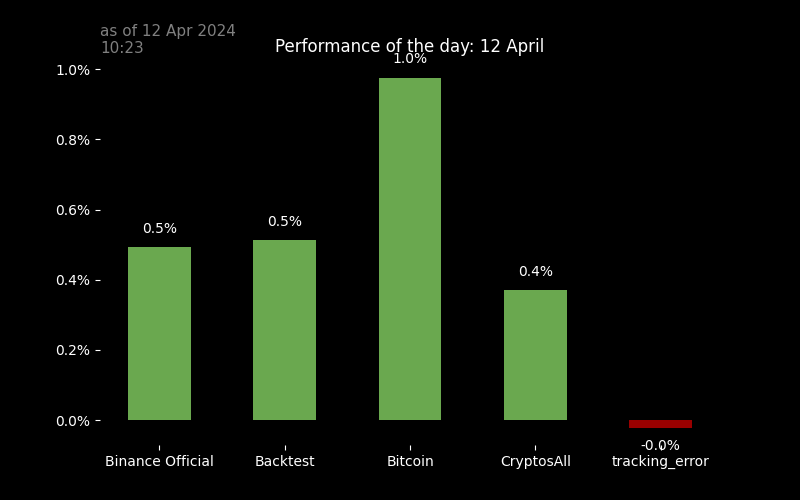 as of 12 Apr 2024
10:23
Performance of the day: 12 April
1.0%
1.0%
0.8%
0.6%
0.5%
0.5%
0.4%
0.4%
0.2%
0.0%
-0.0%
Binance Official
Backtest
Bitcoin
CryptosAll
tracking_error